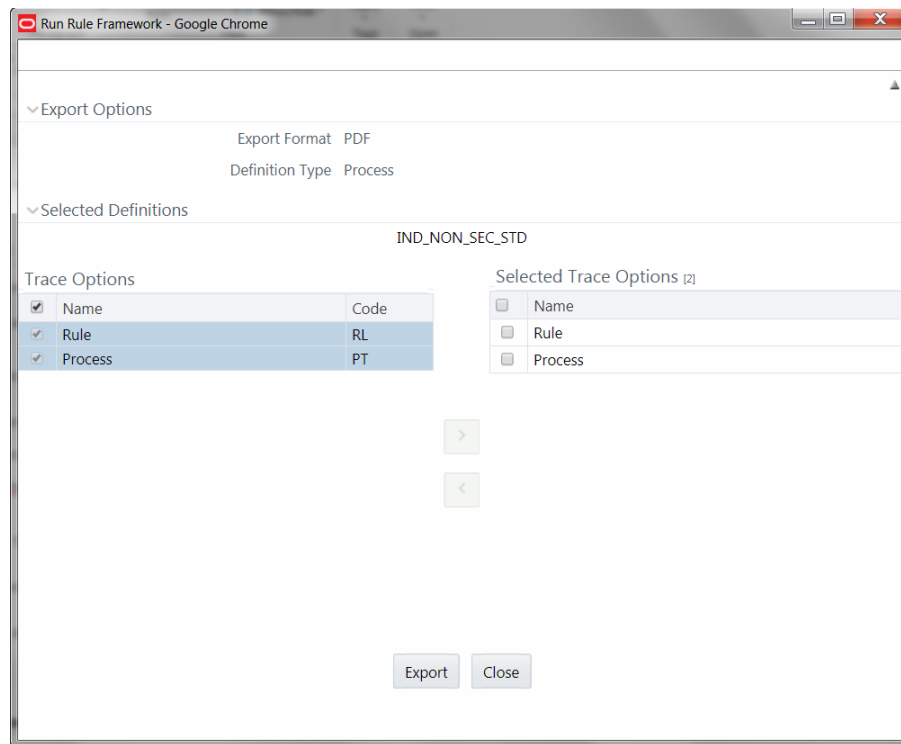 Run Rule Framework - Google Chrome
Export Options
Export Format PDF
Definition Type Process
Selected Definitions
IND_NON_SEC_STD
Trace Options
Name Code
Rule RL
Process PT
Selected Trace Options [2]
Name
Rule
Process
>
<
Export Close